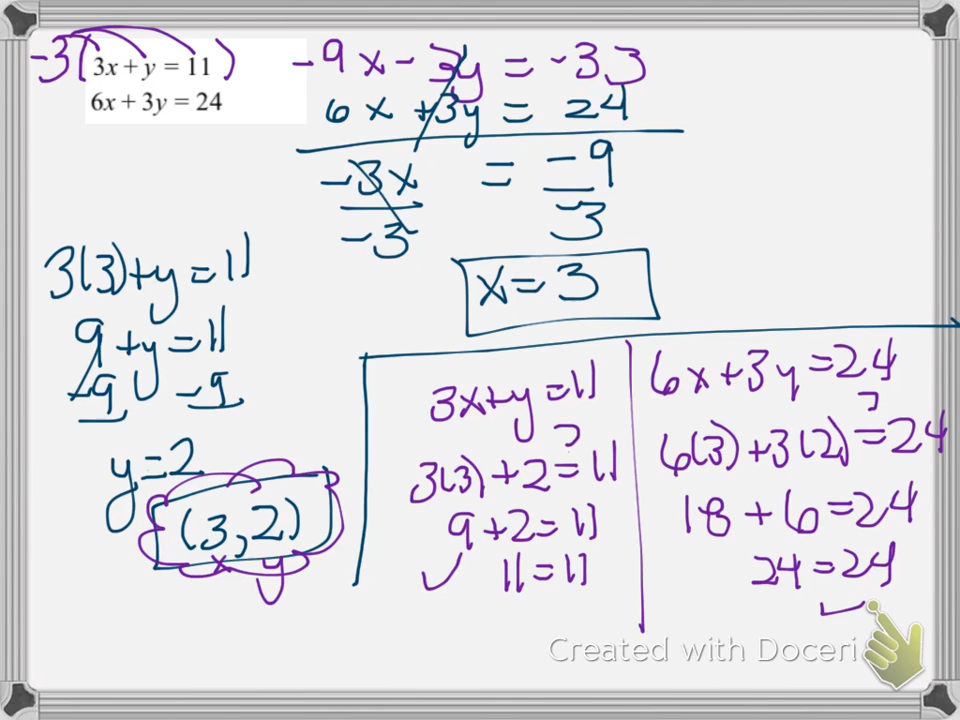 -3( 3x + y = 11 )
6x + 3y = 24
-9x - 3y = -33
6x + 3y = 24
-3x = -9
-3 -3
x = 3
3(3) + y = 11
9 + y = 11
-9 -9
y = 2
(3, 2)
x y
3x + y = 11
3(3) + 2 ?= 11
9 + 2 = 11
✓ 11 = 11
6x + 3y = 24
6(3) + 3(2) ?= 24
18 + 6 = 24
24 = 24
✓
Created with Doceri